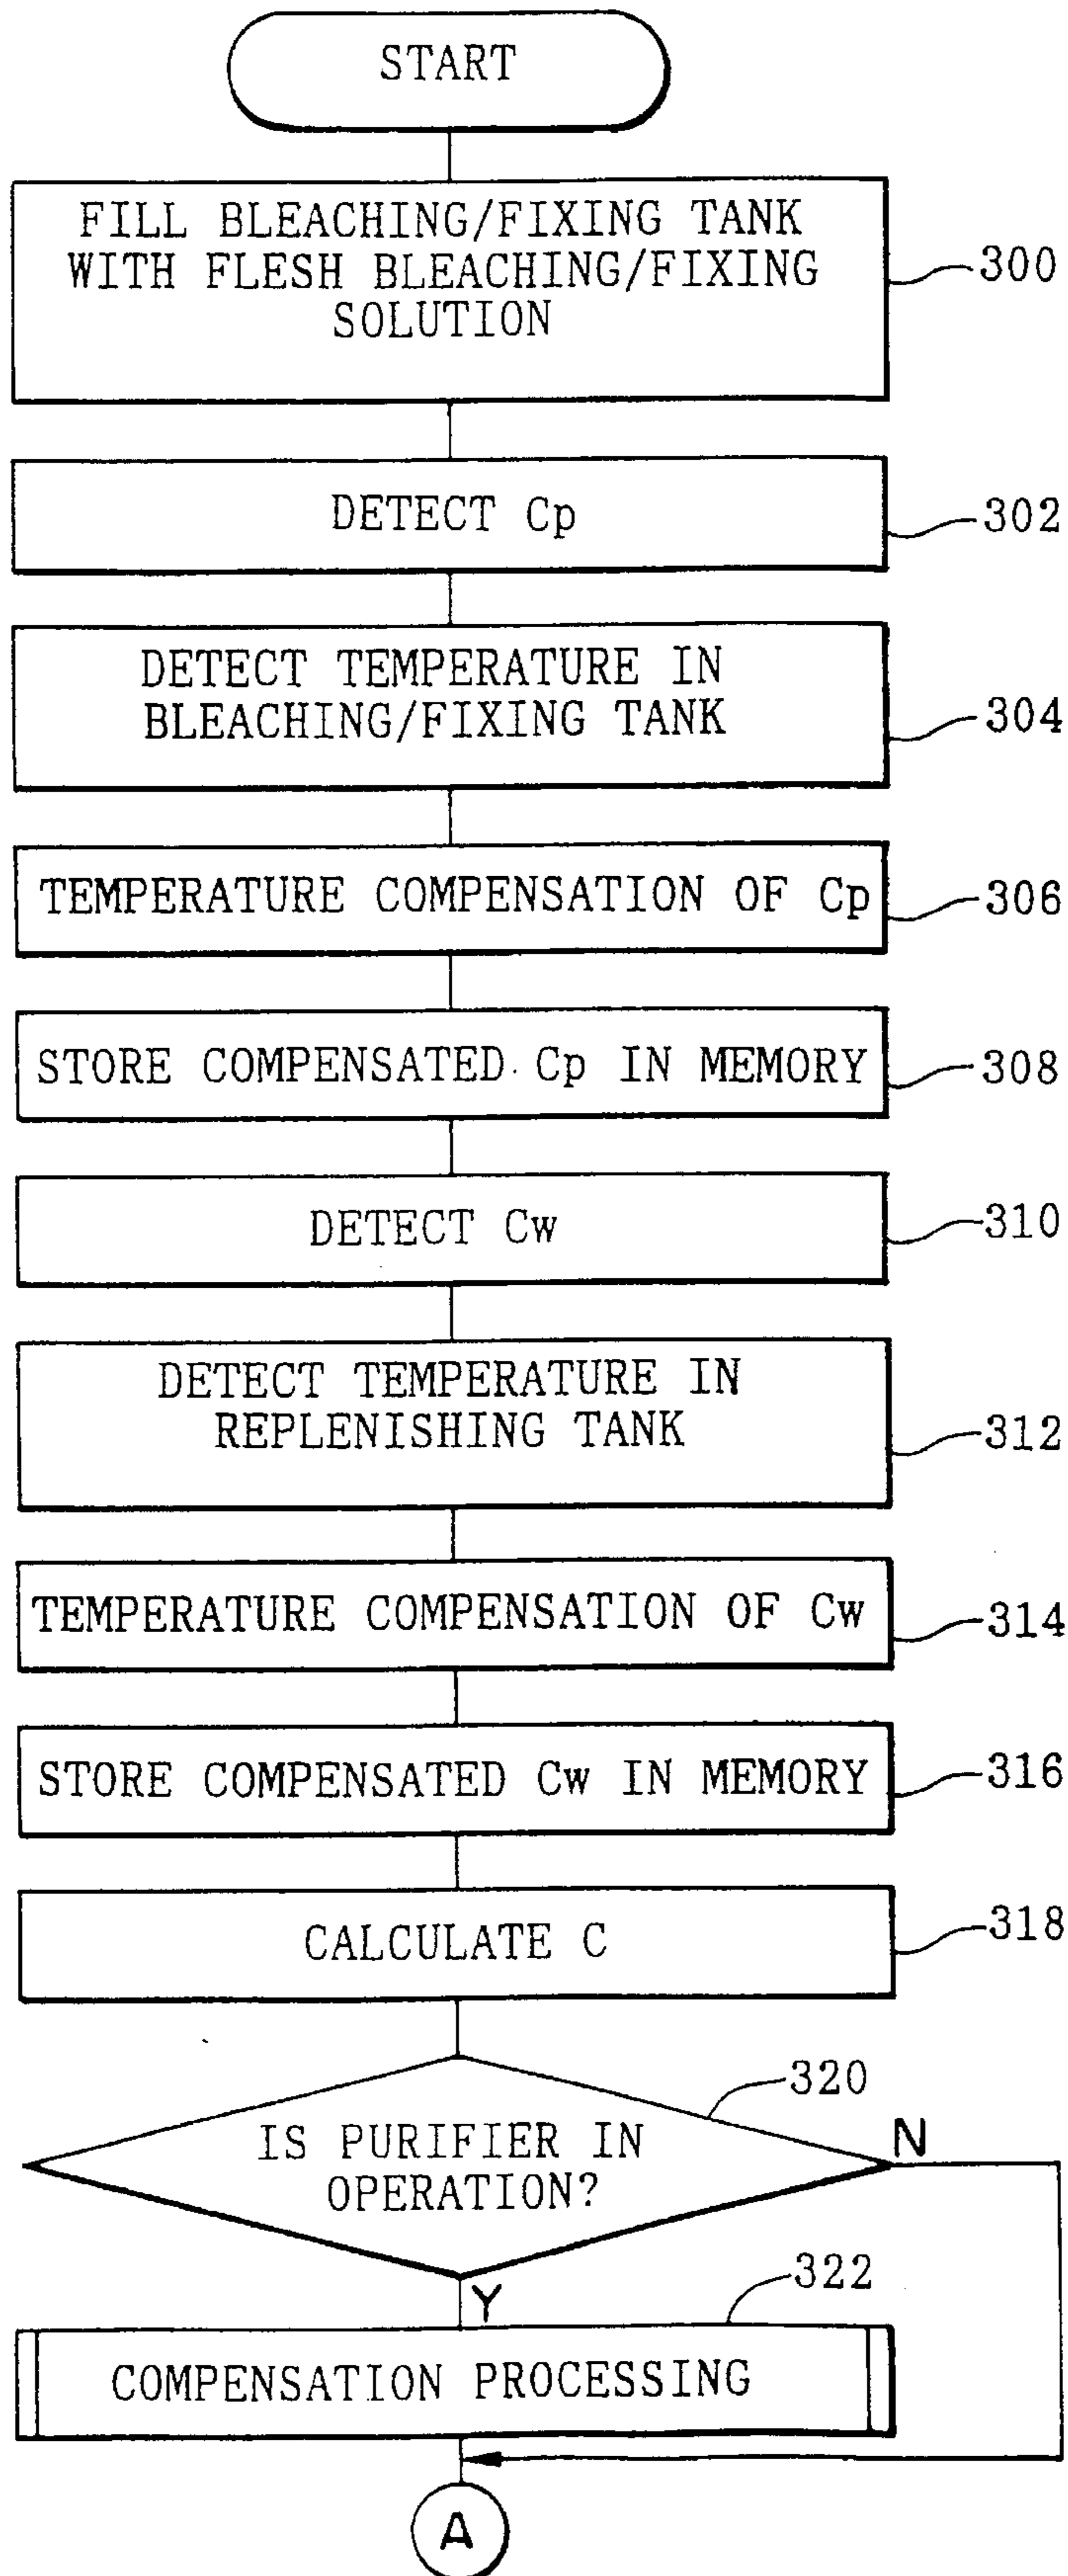 START
FILL BLEACHING/FIXING TANK
WITH FLESH BLEACHING/FIXING
SOLUTION
300
DETECT Cp
302
DETECT TEMPERATURE IN
BLEACHING/FIXING TANK
304
TEMPERATURE COMPENSATION OF Cp
306
STORE COMPENSATED Cp IN MEMORY
308
DETECT Cw
310
DETECT TEMPERATURE IN
REPLENISHING TANK
312
TEMPERATURE COMPENSATION OF Cw
314
STORE COMPENSATED Cw IN MEMORY
316
CALCULATE C
318
320
IS PURIFIER IN
OPERATION?
N
Y
322
COMPENSATION PROCESSING
A